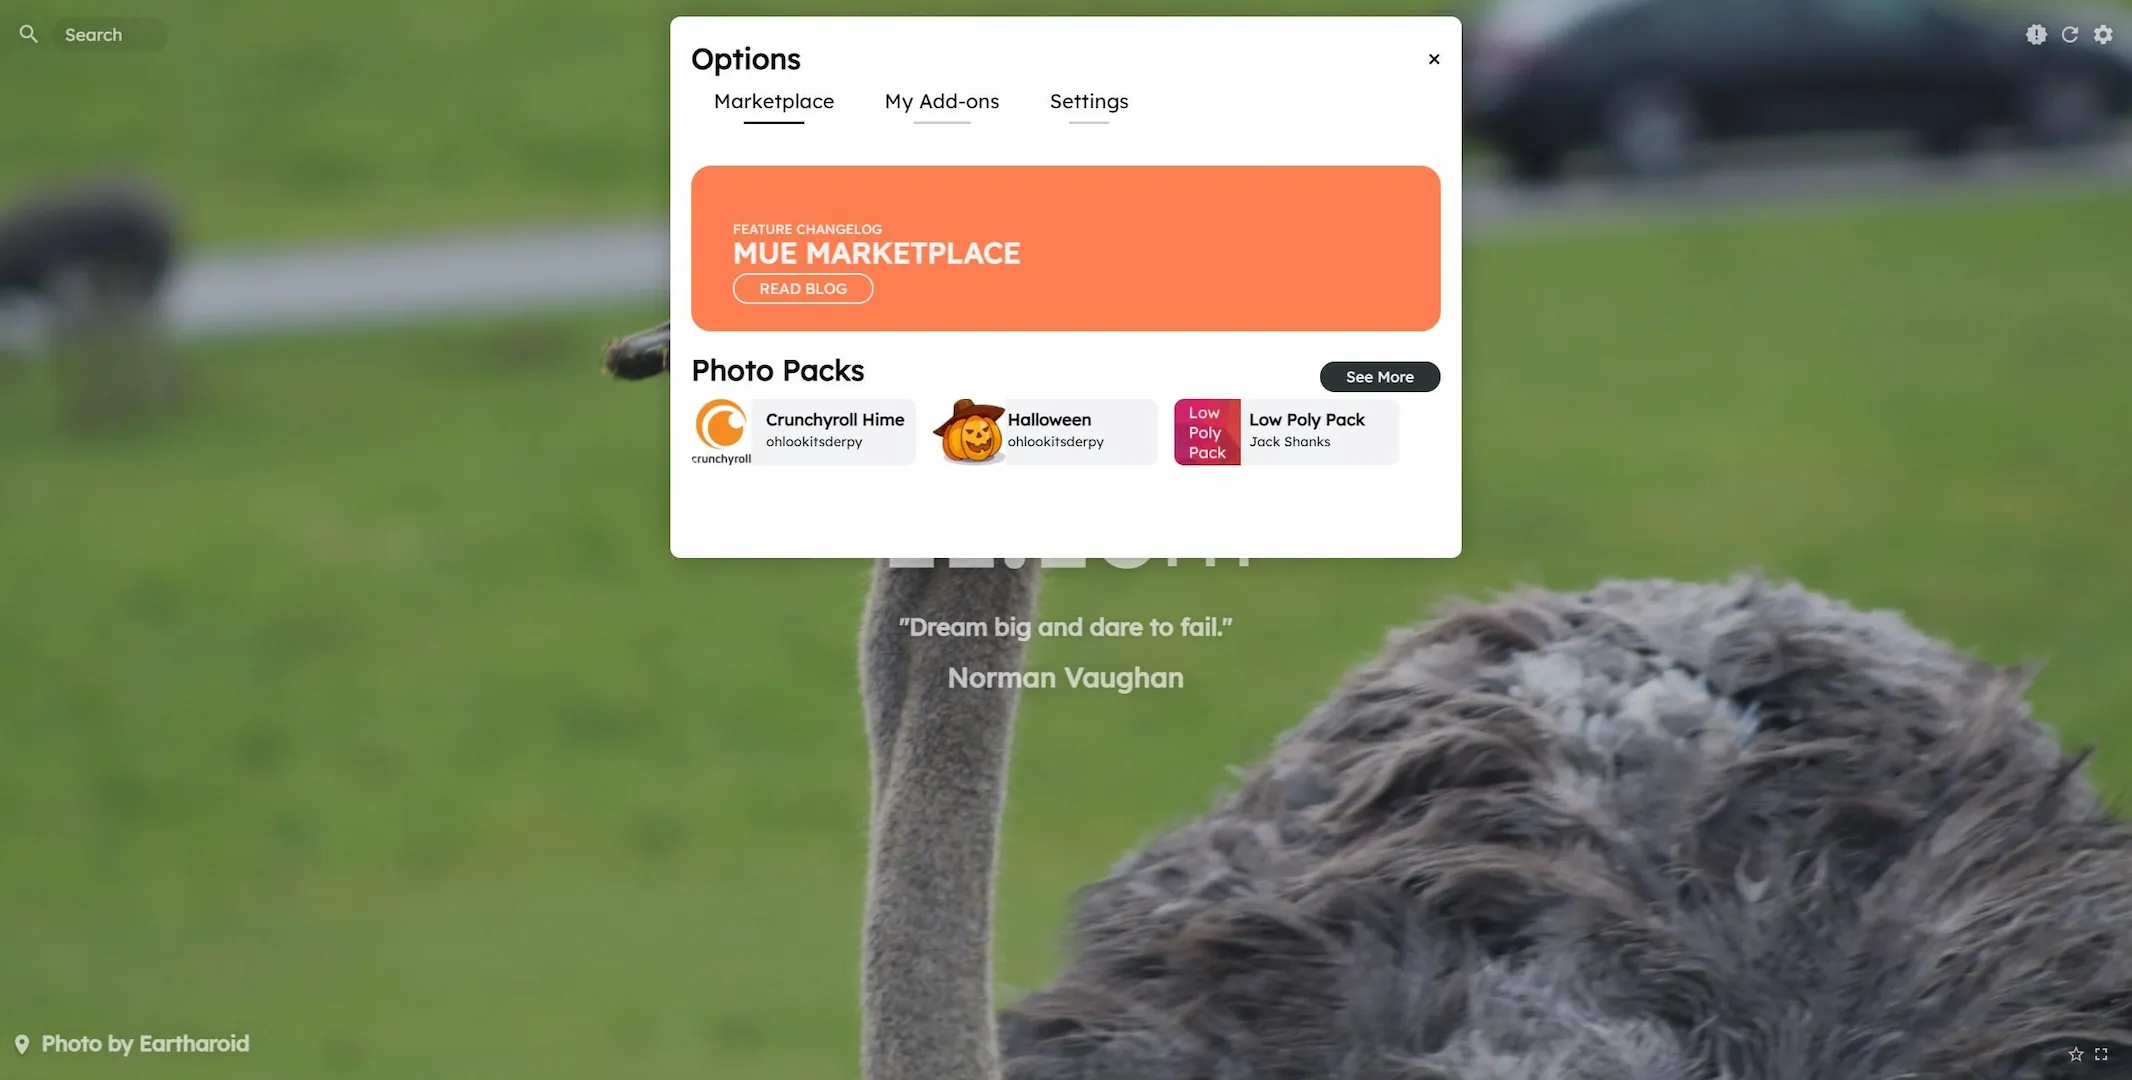 Search
Options
Marketplace
My Add-ons
Settings
FEATURE CHANGELOG
MUE MARKETPLACE
READ BLOG
Photo Packs
See More
crunchyroll
Crunchyroll Hime
ohlookitsderpy
Halloween
ohlookitsderpy
Low
Poly
Pack
Low Poly Pack
Jack Shanks
"Dream big and dare to fail."
Norman Vaughan
Photo by Eartharoid